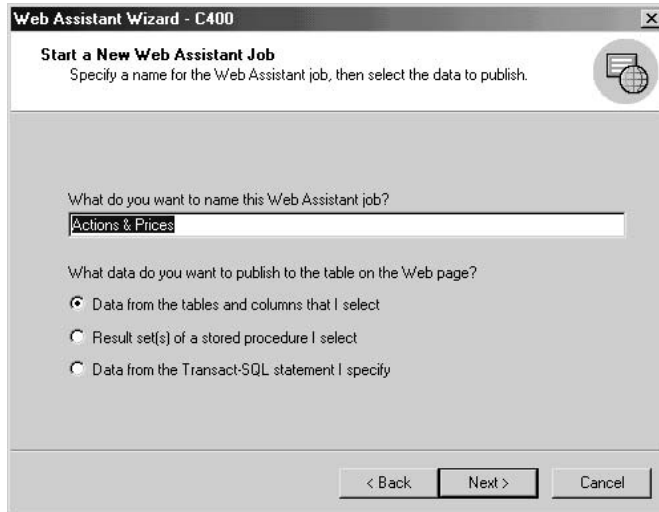 Web Assistant Wizard - C400
Start a New Web Assistant Job
Specify a name for the Web Assistant job, then select the data to publish.
What do you want to name this Web Assistant job?
Actions & Prices
What data do you want to publish to the table on the Web page?
Data from the tables and columns that I select
Result set(s) of a stored procedure I select
Data from the Transact-SQL statement I specify
< Back Next > Cancel